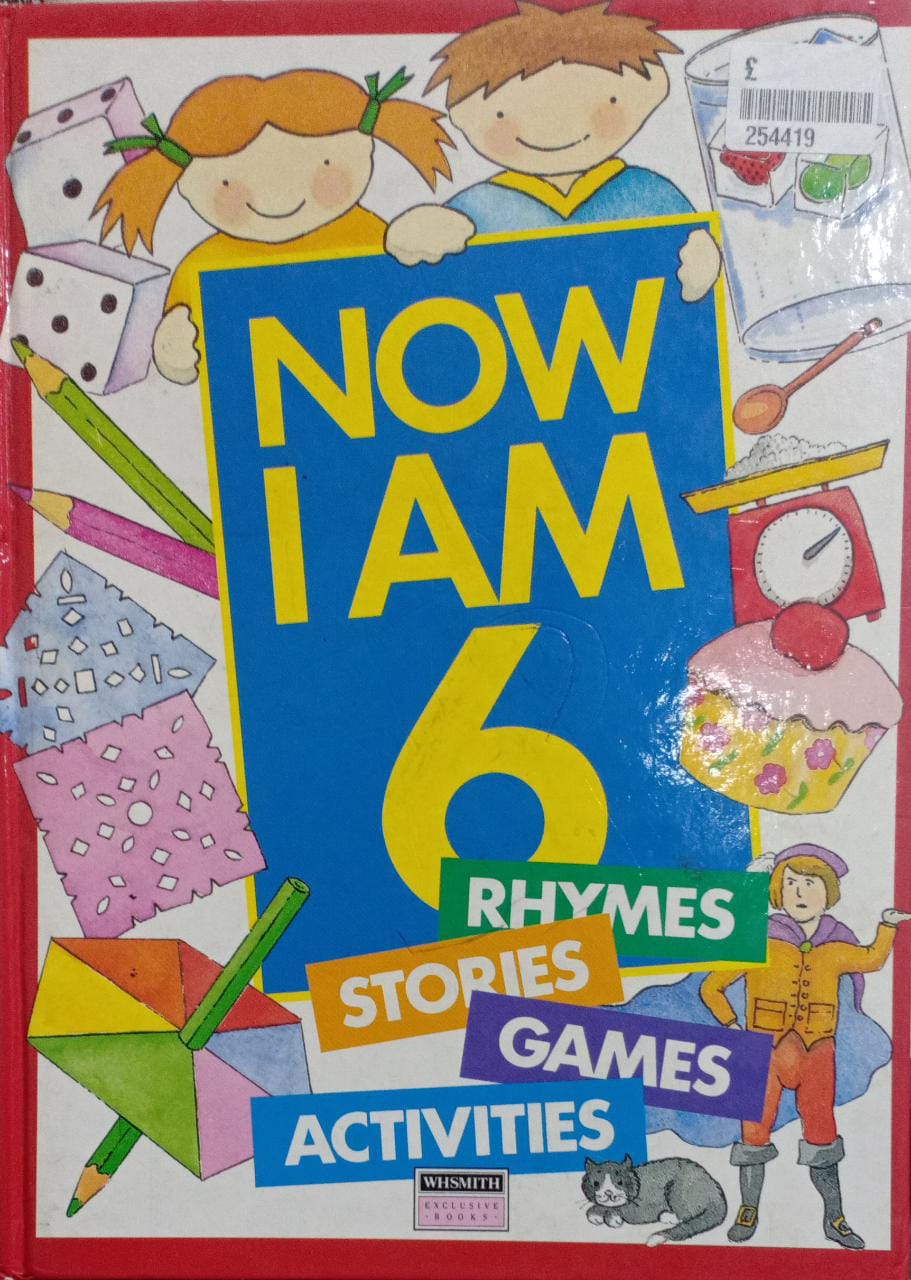 £
254419
NOW
I AM
6
RHYMES
STORIES
GAMES
ACTIVITIES
WHSMITH
EXCLUSIVE
· BOOKS ·